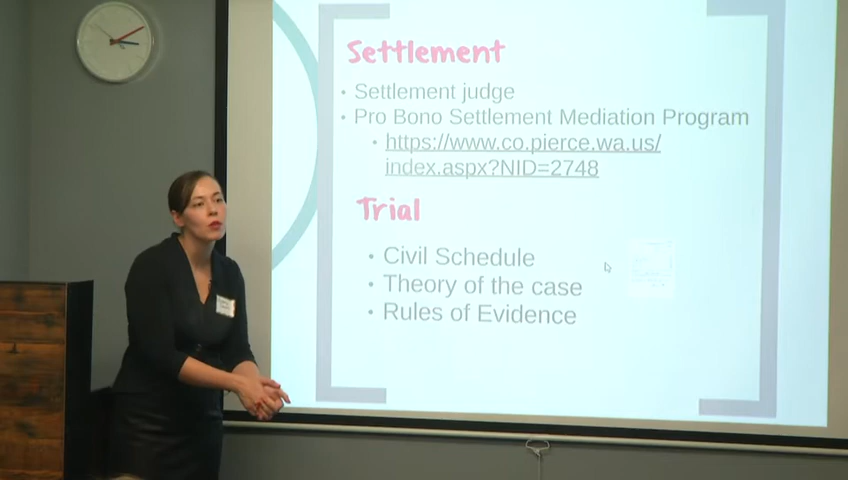 Settlement
• Settlement judge
• Pro Bono Settlement Mediation Program
• https://www.co.pierce.wa.us/
index.aspx?NID=2748
Trial
• Civil Schedule
• Theory of the case
• Rules of Evidence